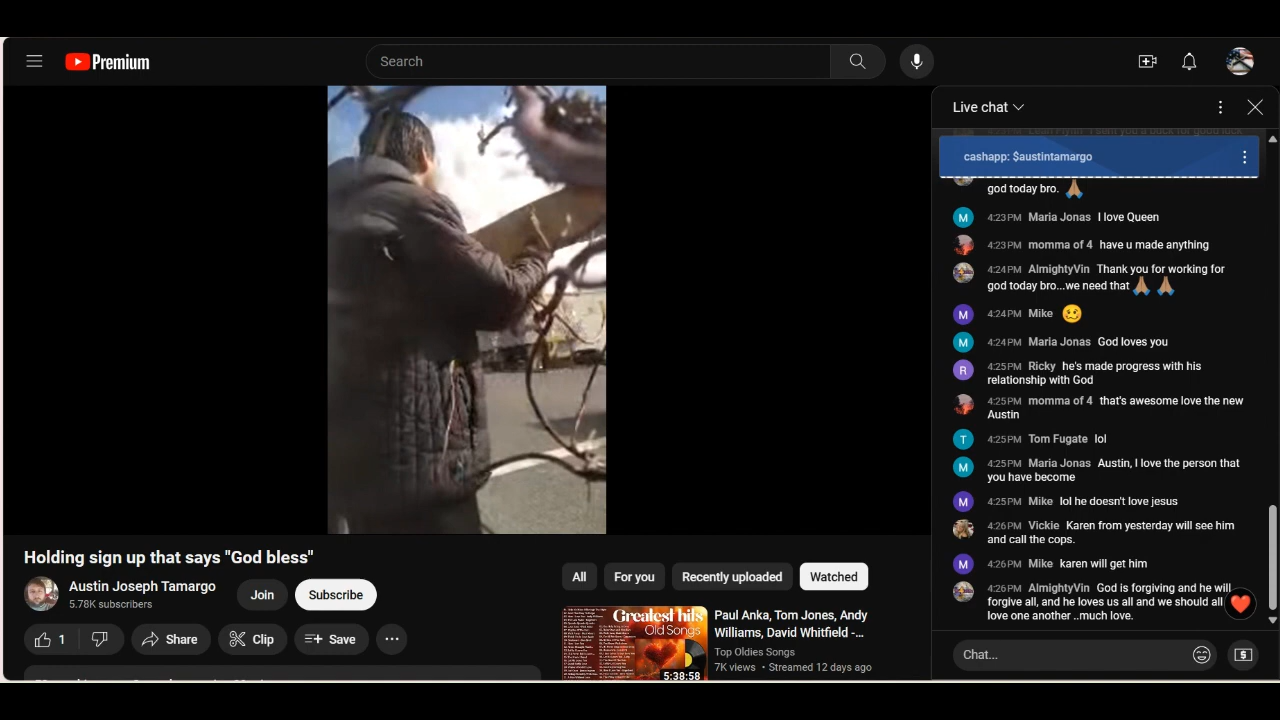 Premium
Search
Live chat
cashapp: $austintamargo
god today bro.
M
4:23 PM Maria Jonas I love Queen
4:23 PM momma of 4 have u made anything
4:24 PM AlmightyVin Thank you for working for
god today bro...we need that
M
4:24 PM Mike
M
4:24 PM Maria Jonas God loves you
R
4:25 PM Ricky he's made progress with his
relationship with God
4:25 PM momma of 4 that's awesome love the new
Austin
T
4:25 PM Tom Fugate lol
M
4:25 PM Maria Jonas Austin, I love the person that
you have become
M
4:25 PM Mike lol he doesn't love jesus
4:26 PM Vickie Karen from yesterday will see him
and call the cops.
M
4:26 PM Mike karen will get him
4:26 PM AlmightyVin God is forgiving and he will
forgive all, and he loves us all and we should all
love one another ..much love.
Chat...
Holding sign up that says "God bless"
Austin Joseph Tamargo
5.78K subscribers
Join
Subscribe
1
Share
Clip
Save
All
For you
Recently uploaded
Watched
Greatest hits
Old Songs
5:38:58
Paul Anka, Tom Jones, Andy
Williams, David Whitfield -...
Top Oldies Songs
7K views • Streamed 12 days ago